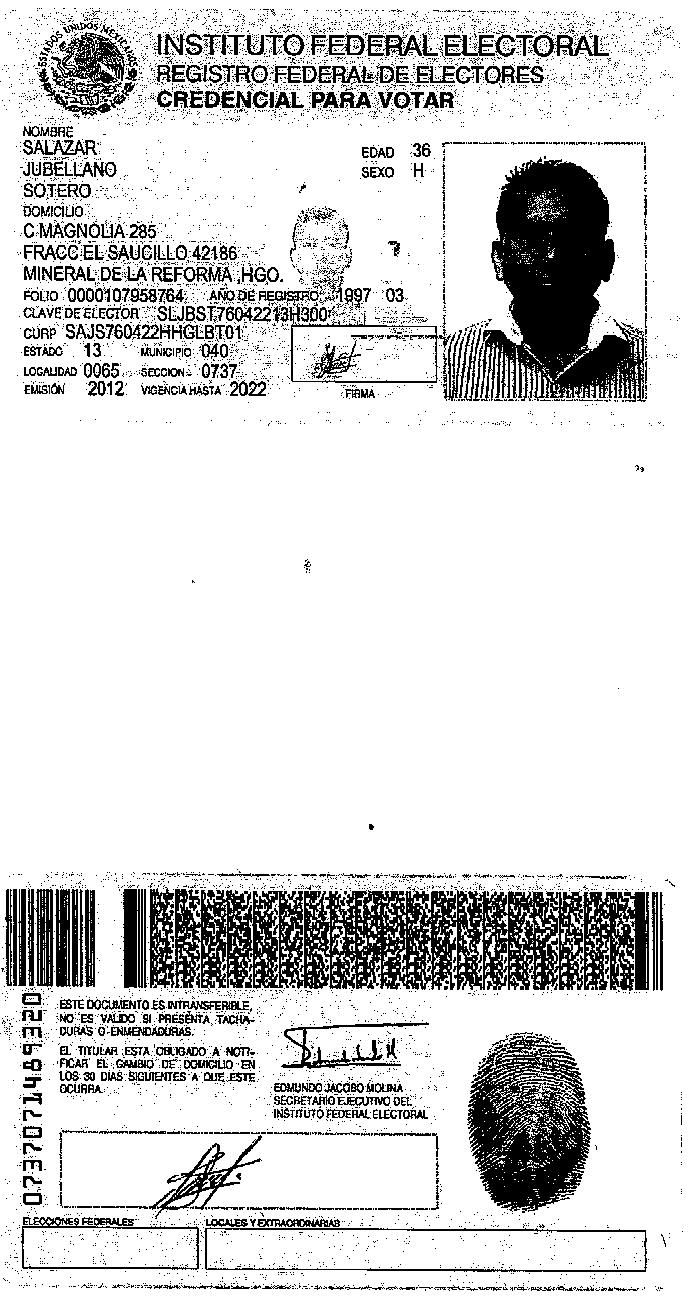 ESTADOS UNIDOS MEXICANOS
INSTITUTO FEDERAL ELECTORAL
REGISTRO FEDERAL DE ELECTORES
CREDENCIAL PARA VOTAR
NOMBRE
SALAZAR
JUBELLANO
SOTERO
EDAD 36
SEXO H
DOMICILIO
C MAGNOLIA 285
FRACC EL SAUCILLO 42186
MINERAL DE LA REFORMA ,HGO.
FOLIO 0000107958764 AÑO DE REGISTRO 1997 03
CLAVE DE ELECTOR SLJBST76042213H300
CURP SAJS760422HHGLBT01
ESTADO 13 MUNICIPIO 040
LOCALIDAD 0065 SECCION 0737
EMISIÓN 2012 VIGENCIA HASTA 2022
FIRMA
0737071489320
ESTE DOCUMENTO ES INTRANSFERIBLE,
NO ES VALIDO SI PRESENTA TACHA-
DURAS O ENMENDADURAS.
EL TITULAR ESTA OBLIGADO A NOTI-
FICAR EL CAMBIO DE DOMICILIO EN
LOS 30 DIAS SIGUIENTES A QUE ESTE
OCURRA.
EDMUNDO JACOBO MOLINA
SECRETARIO EJECUTIVO DEL
INSTITUTO FEDERAL ELECTORAL
ELECCIONES FEDERALES
LOCALES Y EXTRAORDINARIAS